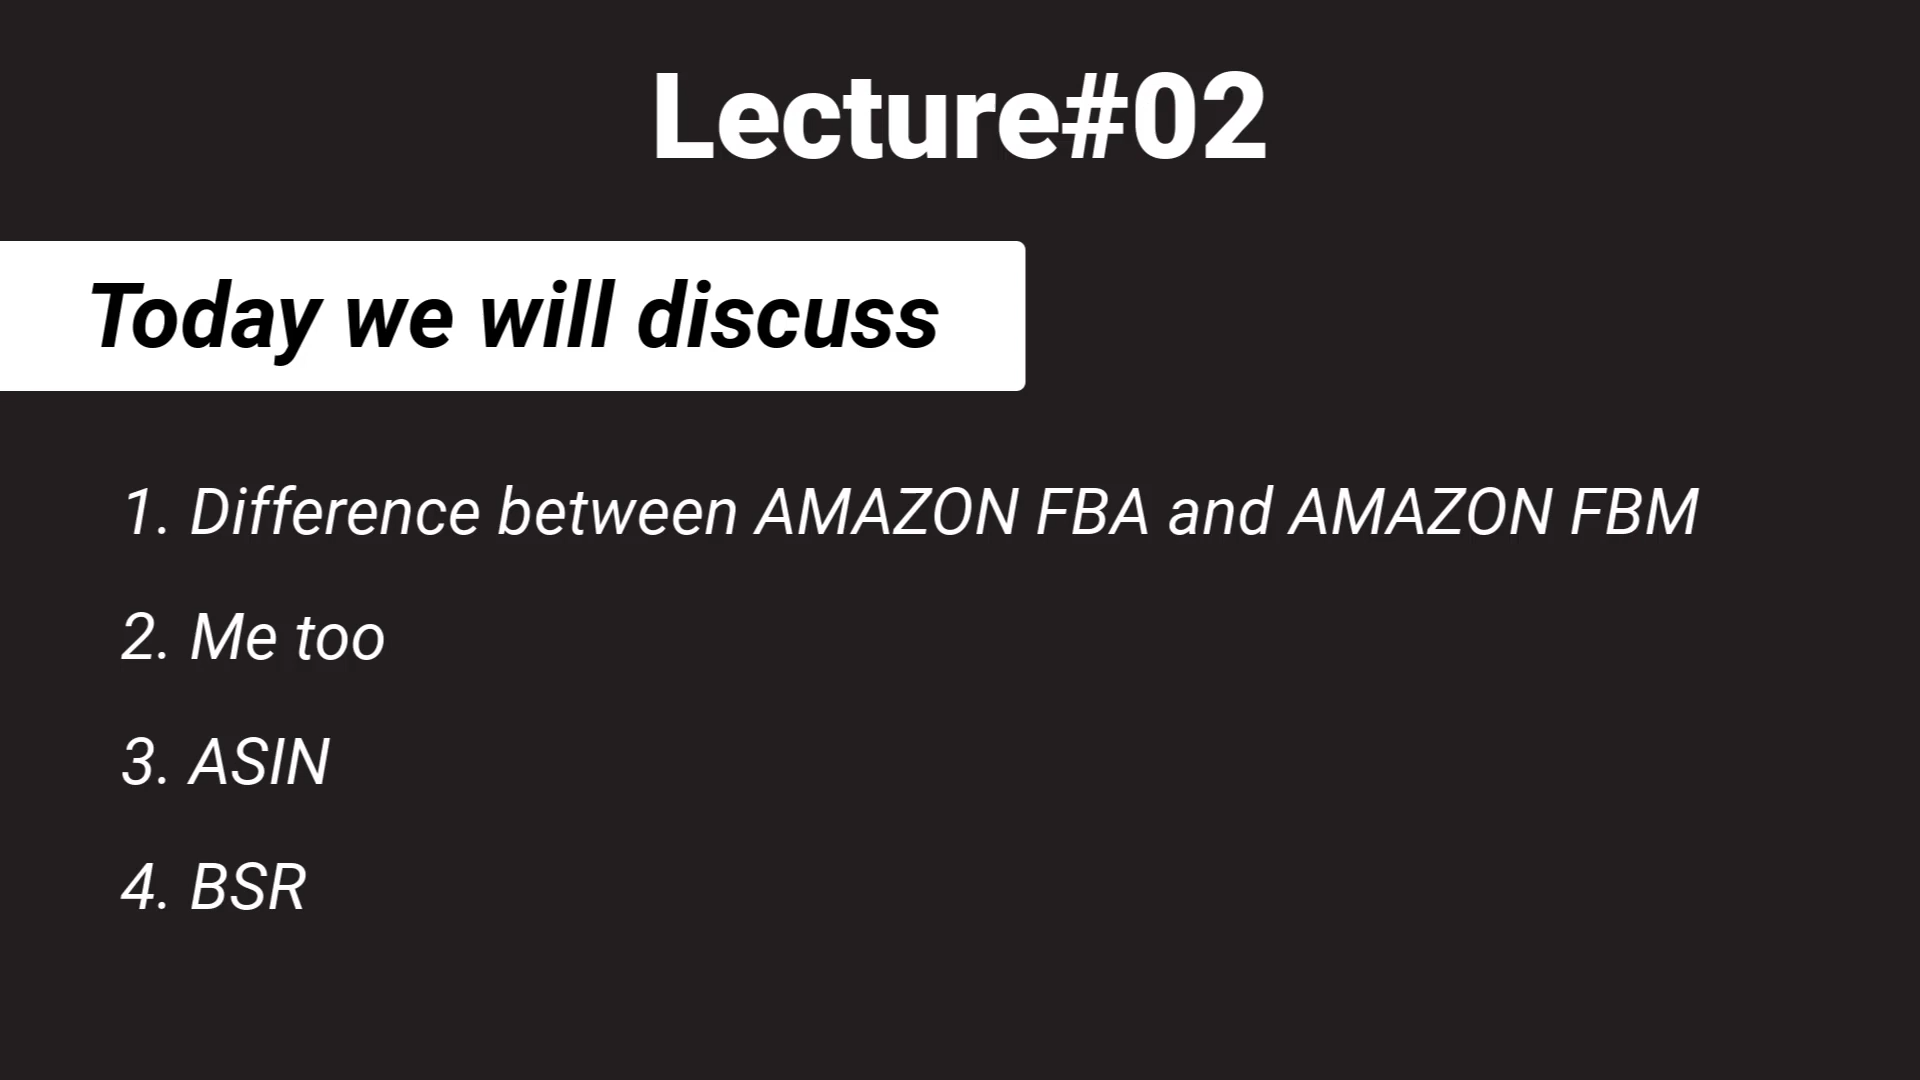 Lecture#02
Today we will discuss
1. Difference between AMAZON FBA and AMAZON FBM
2. Me too
3. ASIN
4. BSR